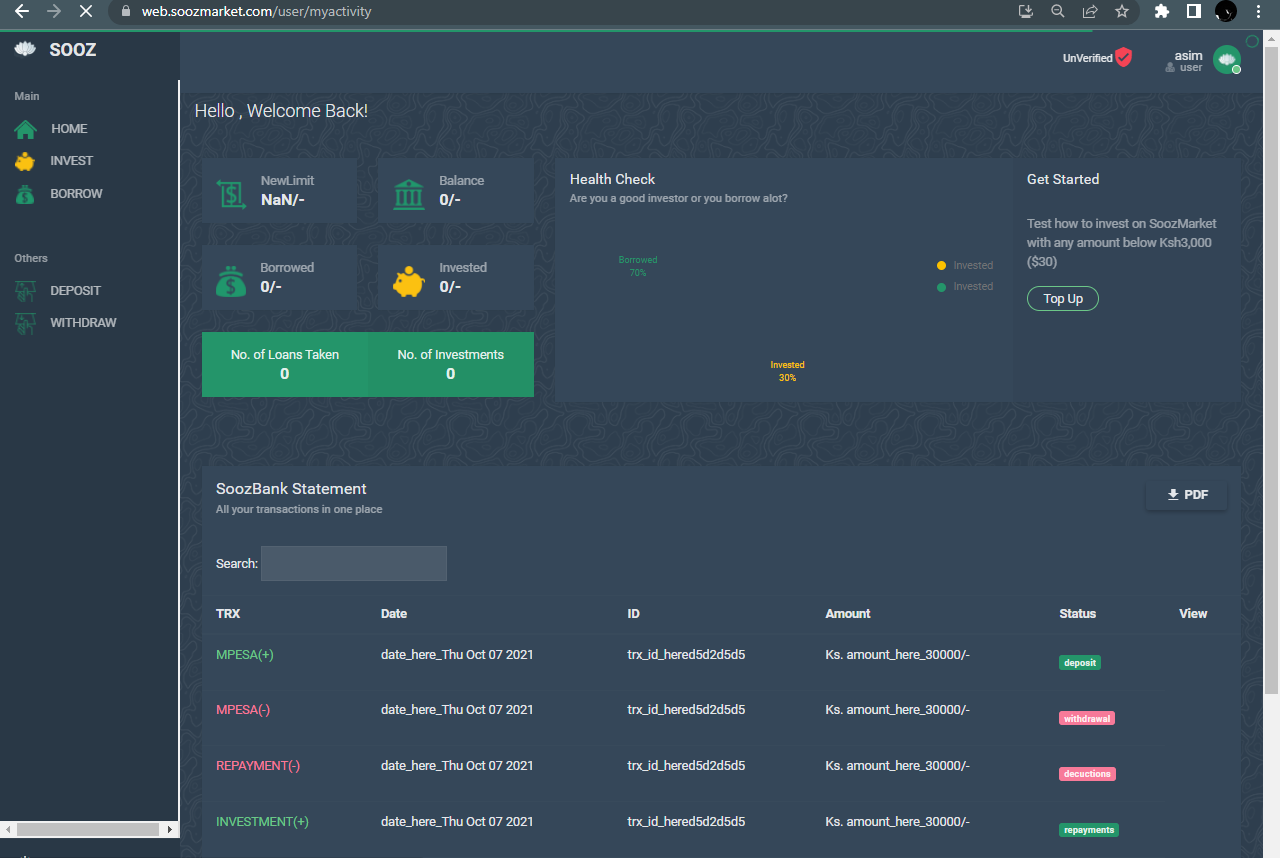 web.soozmarket.com/user/myactivity
SOOZ
UnVerified
asim
user
Main
HOME
INVEST
BORROW
Others
DEPOSIT
WITHDRAW
Hello , Welcome Back!
NewLimit
NaN/-
Balance
0/-
Borrowed
0/-
Invested
0/-
No. of Loans Taken
0
No. of Investments
0
Health Check
Are you a good investor or you borrow alot?
Borrowed
70%
Invested
Invested
Invested
30%
Get Started
Test how to invest on SoozMarket
with any amount below Ksh3,000
($30)
Top Up
SoozBank Statement
All your transactions in one place
PDF
Search:
TRX Date ID Amount Status View
MPESA(+) date_here_Thu Oct 07 2021 trx_id_hered5d2d5d5 Ks. amount_here_30000/- deposit
MPESA(-) date_here_Thu Oct 07 2021 trx_id_hered5d2d5d5 Ks. amount_here_30000/- withdrawal
REPAYMENT(-) date_here_Thu Oct 07 2021 trx_id_hered5d2d5d5 Ks. amount_here_30000/- decuctions
INVESTMENT(+) date_here_Thu Oct 07 2021 trx_id_hered5d2d5d5 Ks. amount_here_30000/- repayments